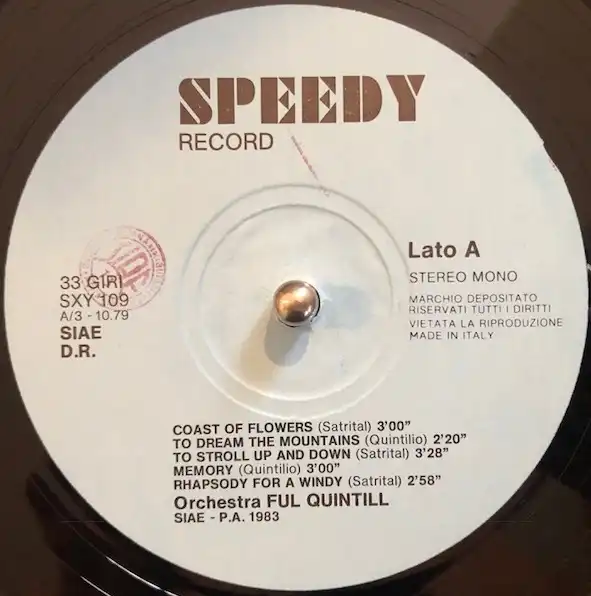 SPEEDY
RECORD
Lato A
STEREO MONO
MARCHIO DEPOSITATO
RISERVATI TUTTI I DIRITTI
VIETATA LA RIPRODUZIONE
MADE IN ITALY
33 GIRI
SXY 109
A/3 - 10.79
SIAE
D.R.
COAST OF FLOWERS (Satrital) 3'00"
TO DREAM THE MOUNTAINS (Quintilio) 2'20"
TO STROLL UP AND DOWN (Satrital) 3'28"
MEMORY (Quintilio) 3'00"
RHAPSODY FOR A WINDY (Satrital) 2'58"
Orchestra FUL QUINTILL
SIAE - P.A. 1983